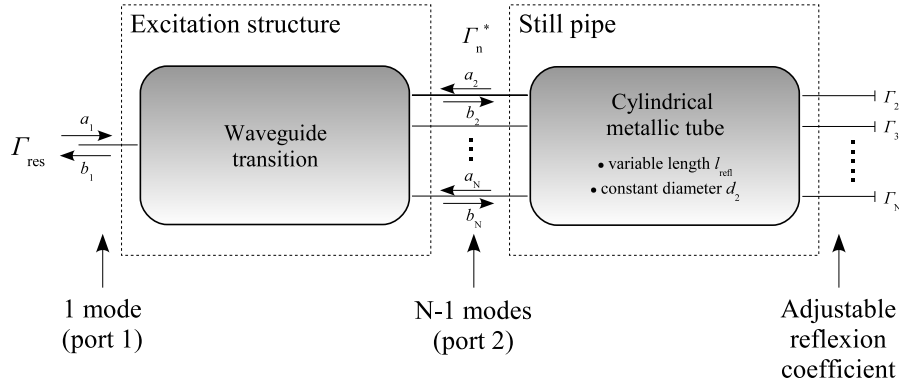 Excitation structure
Γn*
Still pipe
a2
b2
Waveguide
transition
Cylindrical
metallic tube
• variable length lrefl
• constant diameter d2
Γ2
Γ3
ΓN
a1
Γres
b1
aN
bN
1 mode
(port 1)
N-1 modes
(port 2)
Adjustable
reflexion
coefficient